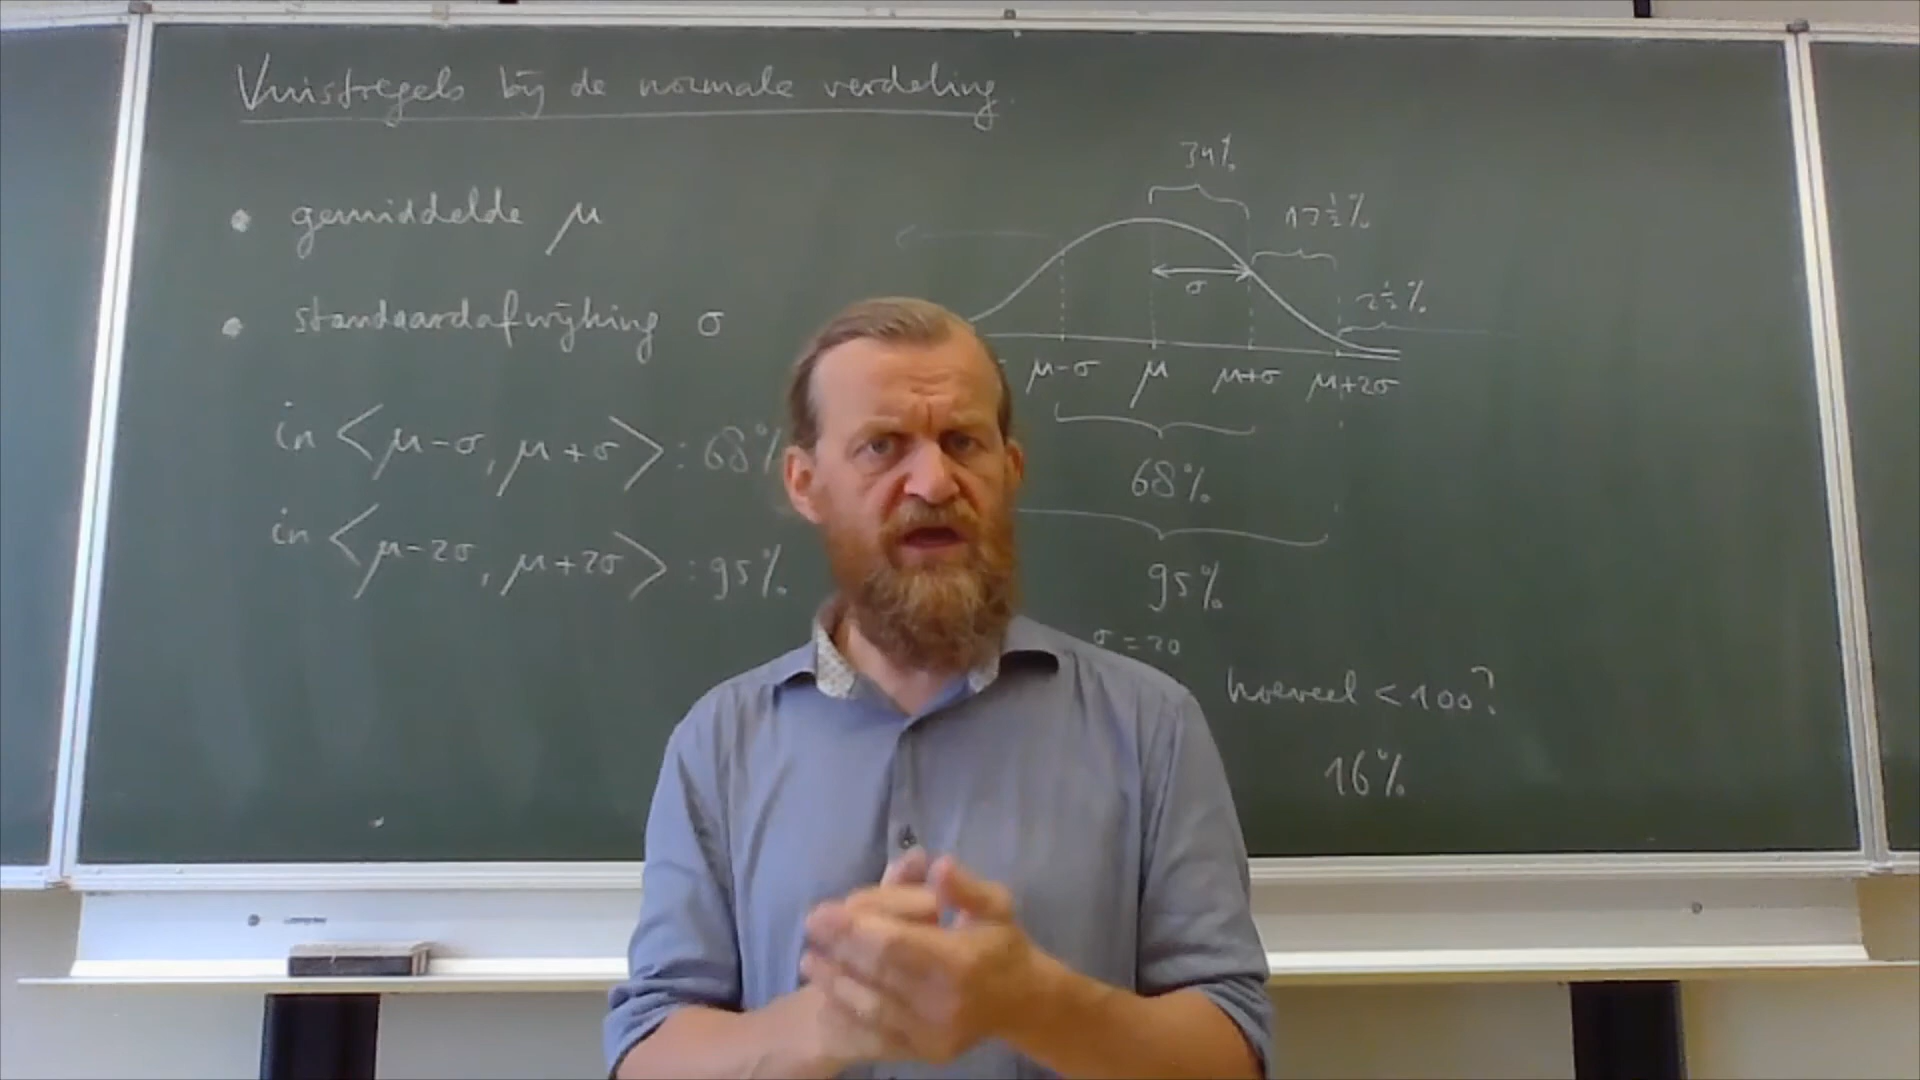 Vuistregels bij de normale verdeling.
• gemiddelde μ
• standaardafwijking σ
in <μ-σ, μ+σ> : 68%
in <μ-2σ, μ+2σ> : 95%
34%
13½%
2½%
σ
μ-σ μ μ+σ μ+2σ
68%
95%
σ = 20
hoeveel < 100?
16%